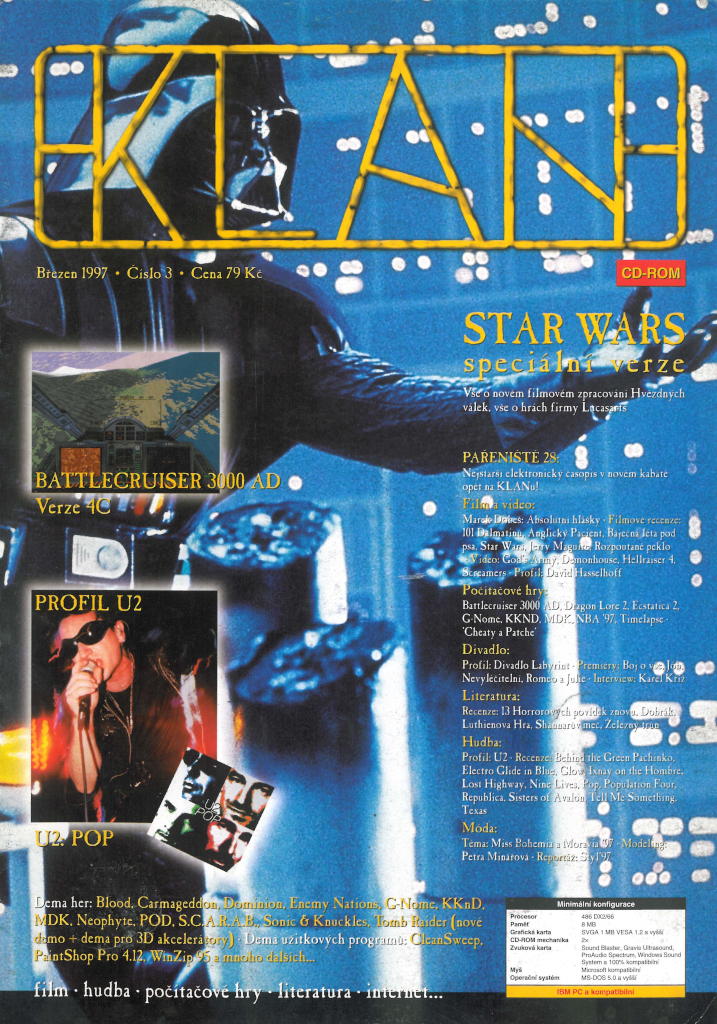 KLAN
Březen 1997 • Číslo 3 • Cena 79 Kč
CD-ROM
STAR WARS
speciální verze
Vše o novém filmovém zpracování Hvězdných
válek, vše o hrách firmy Lucasarts
BATTLECRUISER 3000 AD
Verze 4C
PAŘENIŠTĚ 28:
Nejstarší elektronický časopis v novém kabátě
opět na KLANu!
Film a video:
Marek Dobeš: Absolutní hlášky · Filmové recenze:
101 Dalmatinů, Anglický Pacient, Báječná léta pod
psa, Star Wars, Jerry Maguire, Rozpoutané peklo
· Video: God's Army, Demonhouse, Hellraiser 4,
Screamers · Profil: David Hasselhoff
Počítačové hry:
Battlecruiser 3000 AD, Dragon Lore 2, Ecstatica 2,
G-Nome, KKND, MDK, NBA '97, Timelapse ·
'Cheaty a Patche'
Divadlo:
Profil: Divadlo Labyrint · Premiéry: Boj o vše, Jón,
Nevyléčitelní, Romeo a Julie · Interview: Karel Kříž
Literatura:
Recenze: 13 Hororových povídek znovu, Dobrák,
Luthienova Hra, Shannarův meč, Železný trůn
Hudba:
Profil: U2 · Recenze: Behind the Green Pachinko,
Electro Glide in Blue, Glow, Ixnay on the Hombre,
Lost Highway, Nine Lives, Pop, Population Four,
Republica, Sisters of Avalon, Tell Me Something,
Texas
Móda:
Téma: Miss Bohemia a Moravia '97 · Modeling:
Petra Minářová · Reportáž: Styl '97
PROFIL U2
U2 POP
U2: POP
Dema her: Blood, Carmageddon, Dominion, Enemy Nations, G-Nome, KKnD,
MDK, Neophyte, POD, S.C.A.R.A.B., Sonic & Knuckles, Tomb Raider (nové
demo + dema pro 3D akcelerátory) · Dema užitkových programů: CleanSweep,
PaintShop Pro 4.12, WinZip 95 a mnoho dalších...
film · hudba · počítačové hry · literatura · internet...
Minimální konfigurace
Procesor 486 DX2/66
Paměť 8 MB
Grafická karta SVGA 1 MB VESA 1.2 a vyšší
CD-ROM mechanika 2x
Zvuková karta Sound Blaster, Gravis Ultrasound,
ProAudio Spectrum, Windows Sound
System a 100% kompatibilní
Myš Microsoft kompatibilní
Operační systém MS-DOS 5.0 a vyšší
IBM PC a kompatibilní